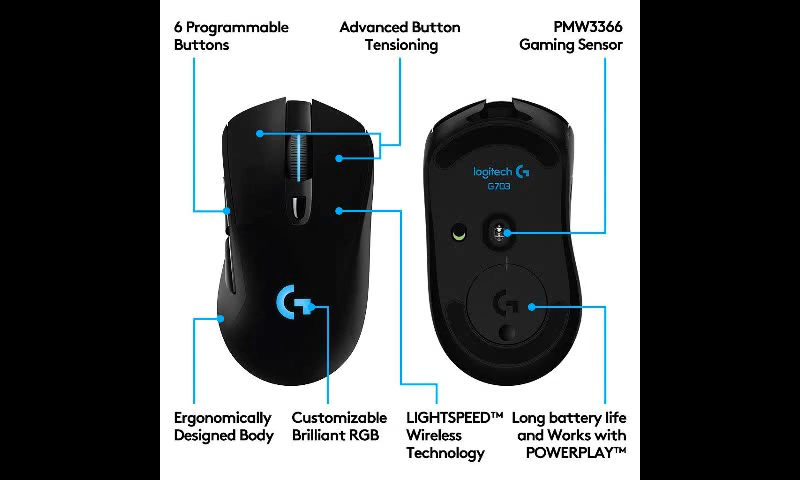 6 Programmable
Buttons
Advanced Button
Tensioning
PMW3366
Gaming Sensor
logitech G
G703
G
G
Ergonomically
Designed Body
Customizable
Brilliant RGB
LIGHTSPEED™
Wireless
Technology
Long battery life
and Works with
POWERPLAY™